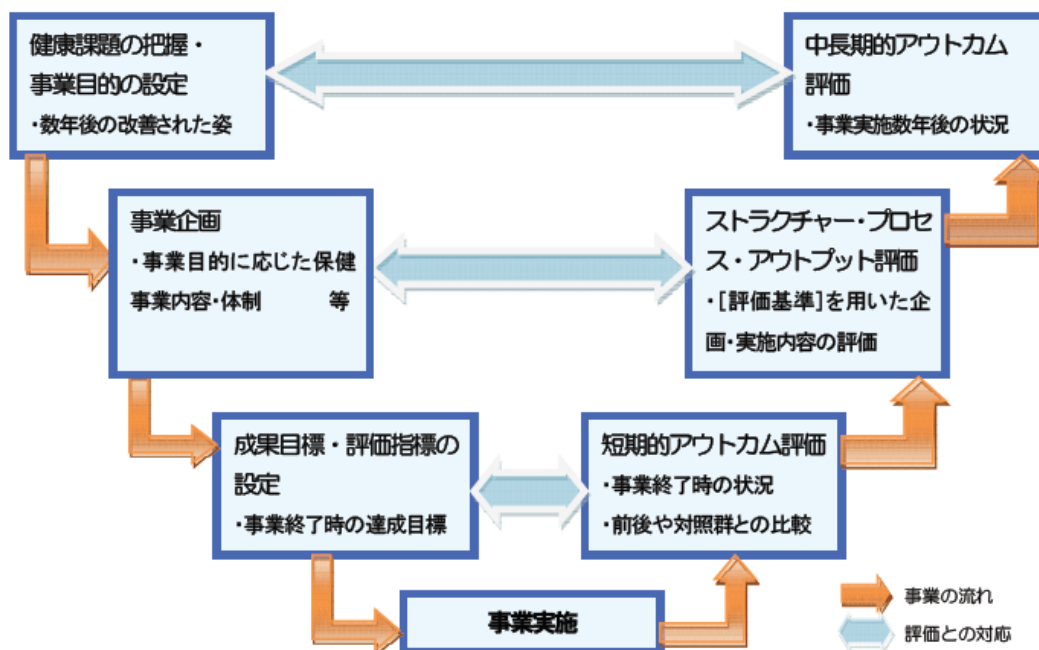 健康課題の把握・
事業目的の設定
・数年後の改善された姿
中長期的アウトカム
評価
・事業実施数年後の状況
事業企画
・事業目的に応じた保健
事業内容・体制 等
ストラクチャー・プロセ
ス・アウトプット評価
・[評価基準]を用いた企
画・実施内容の評価
成果目標・評価指標の
設定
・事業終了時の達成目標
短期的アウトカム評価
・事業終了時の状況
・前後や対照群との比較
事業実施
事業の流れ
評価との対応